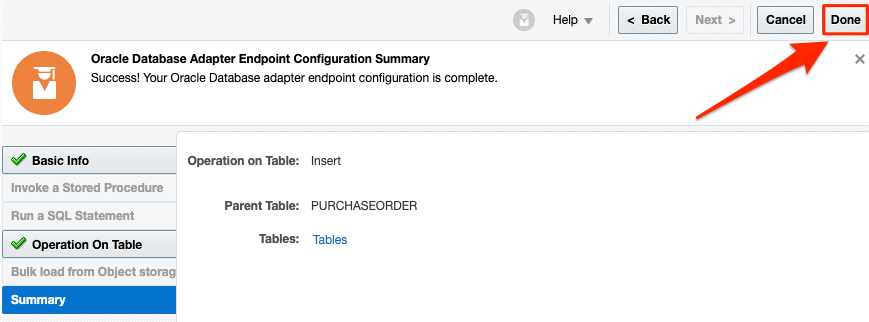 Help
< Back
Next >
Cancel
Done
Oracle Database Adapter Endpoint Configuration Summary
Success! Your Oracle Database adapter endpoint configuration is complete.
Basic Info
Invoke a Stored Procedure
Run a SQL Statement
Operation On Table
Bulk load from Object storag
Summary
Operation on Table: Insert
Parent Table: PURCHASEORDER
Tables: Tables